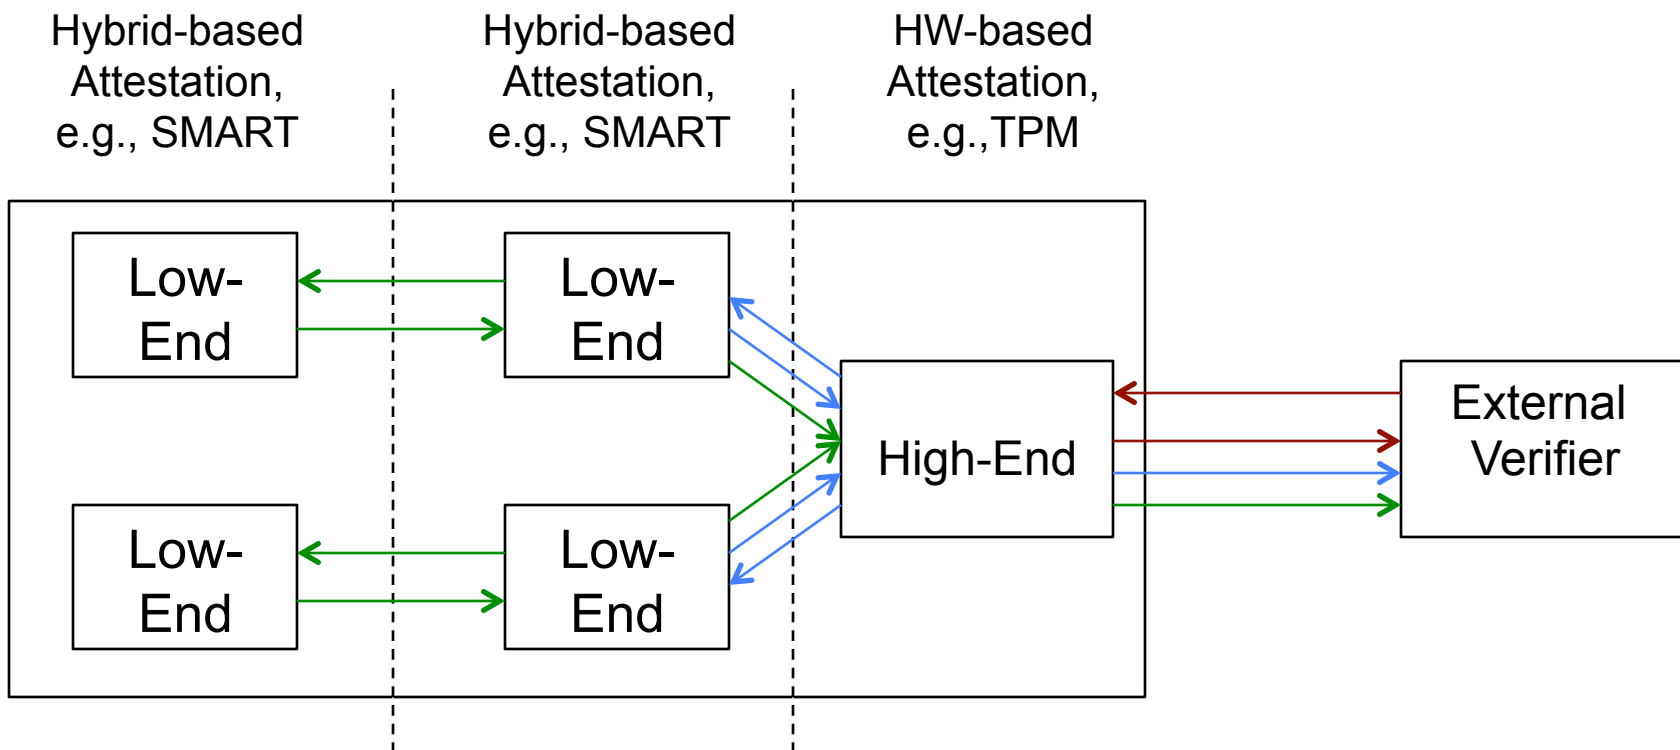 Hybrid-based
Attestation,
e.g., SMART
Hybrid-based
Attestation,
e.g., SMART
HW-based
Attestation,
e.g.,TPM
Low-
End
Low-
End
High-End
External
Verifier
Low-
End
Low-
End